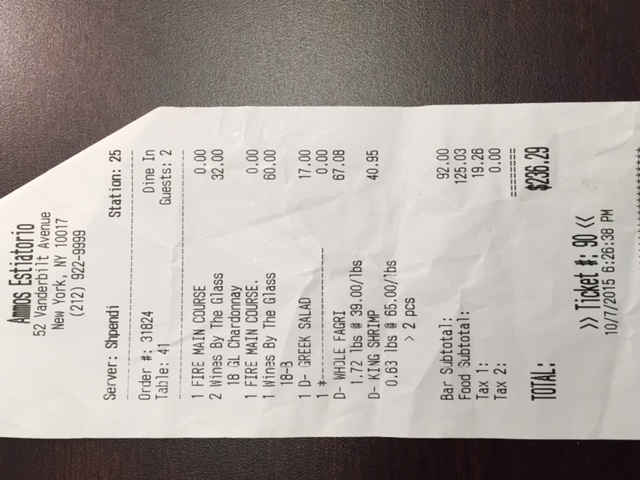 Ammos Estiatorio
52 Vanderbilt Avenue
New York, NY 10017
(212) 922-9999
Server: Shpendi Station: 25
Order #: 31824 Dine In
Table: 41 Guests: 2
1 FIRE MAIN COURSE 0.00
2 Wines By The Glass 32.00
18 GL Chardonnay
1 FIRE MAIN COURSE. 0.00
1 Wines By The Glass 60.00
18-B
1 D- GREEK SALAD 17.00
1 *-------------------- 0.00
D- WHOLE FAGRI 67.08
1.72 lbs @ 39.00/lbs
D- KING SHRIMP 40.95
0.63 lbs @ 65.00/lbs
> 2 pcs
Bar Subtotal: 92.00
Food Subtotal: 125.03
Tax 1: 19.26
Tax 2: 0.00
========
TOTAL: $236.29
>> Ticket #: 90 <<
10/7/2015 6:26:38 PM